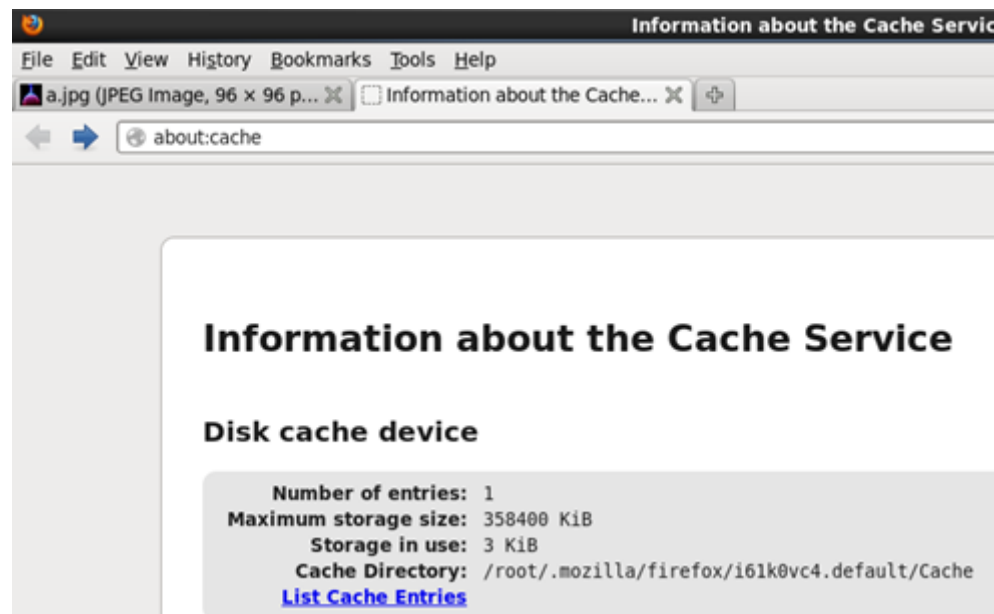 Information about the Cache Servic
File Edit View History Bookmarks Tools Help
a.jpg (JPEG Image, 96 × 96 p... Information about the Cache...
about:cache
Information about the Cache Service
Disk cache device
Number of entries: 1
Maximum storage size: 358400 KiB
Storage in use: 3 KiB
Cache Directory: /root/.mozilla/firefox/i61k0vc4.default/Cache
List Cache Entries